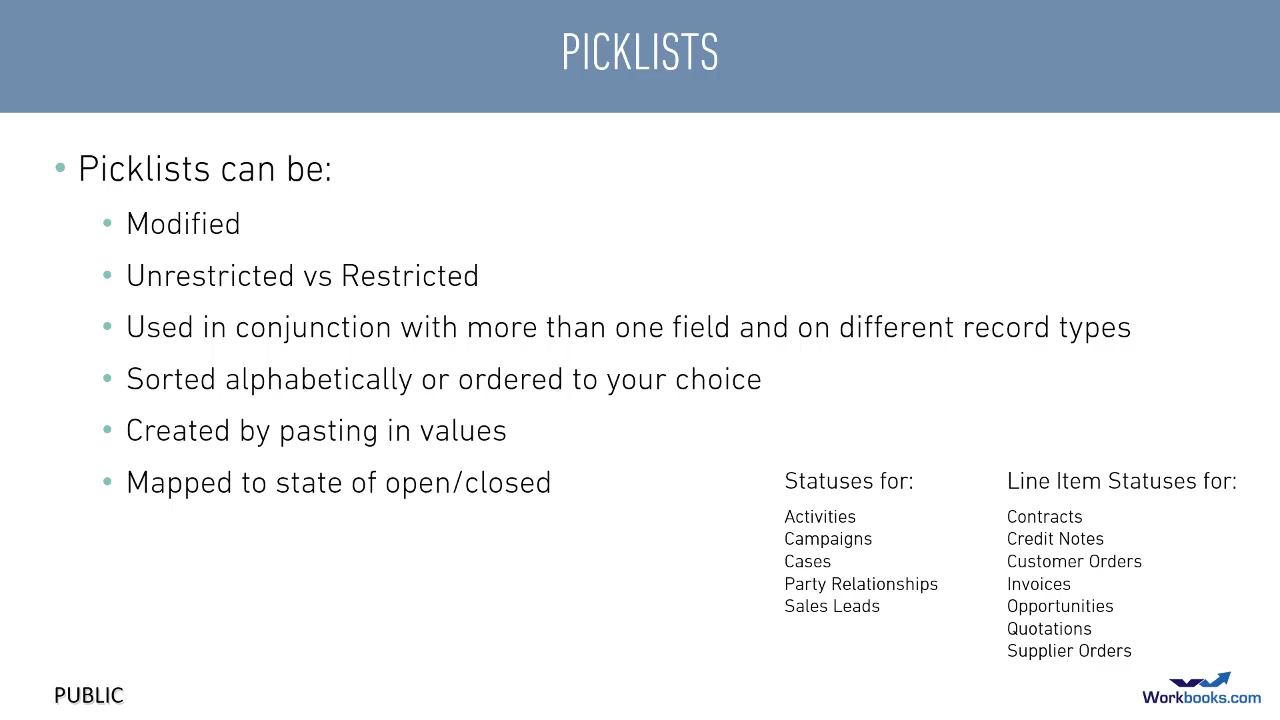 PICKLISTS
• Picklists can be:
• Modified
• Unrestricted vs Restricted
• Used in conjunction with more than one field and on different record types
• Sorted alphabetically or ordered to your choice
• Created by pasting in values
• Mapped to state of open/closed
Statuses for:
Activities
Campaigns
Cases
Party Relationships
Sales Leads
Line Item Statuses for:
Contracts
Credit Notes
Customer Orders
Invoices
Opportunities
Quotations
Supplier Orders
PUBLIC
Workbooks.com